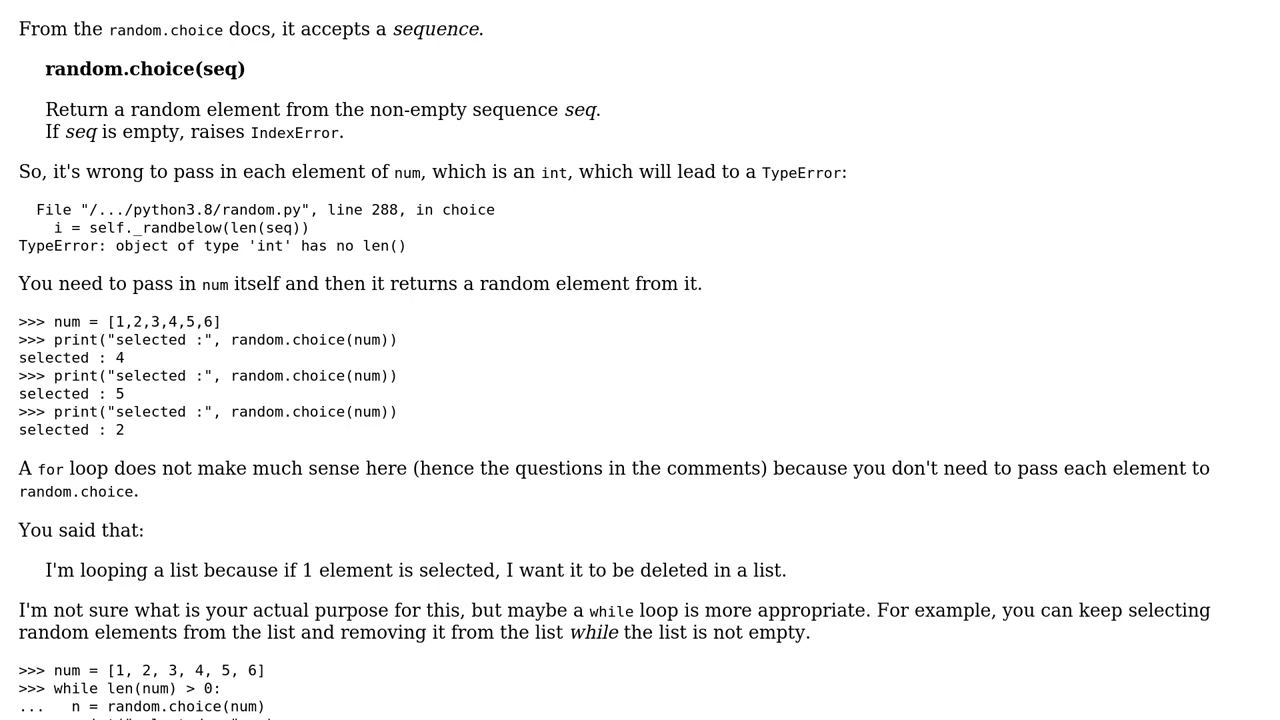 From the random.choice docs, it accepts a sequence.
random.choice(seq)
Return a random element from the non-empty sequence seq.
If seq is empty, raises IndexError.
So, it's wrong to pass in each element of num, which is an int, which will lead to a TypeError:
  File "/.../python3.8/random.py", line 288, in choice
    i = self._randbelow(len(seq))
TypeError: object of type 'int' has no len()
You need to pass in num itself and then it returns a random element from it.
>>> num = [1,2,3,4,5,6]
>>> print("selected :", random.choice(num))
selected : 4
>>> print("selected :", random.choice(num))
selected : 5
>>> print("selected :", random.choice(num))
selected : 2
A for loop does not make much sense here (hence the questions in the comments) because you don't need to pass each element to
random.choice.
You said that:
I'm looping a list because if 1 element is selected, I want it to be deleted in a list.
I'm not sure what is your actual purpose for this, but maybe a while loop is more appropriate. For example, you can keep selecting
random elements from the list and removing it from the list while the list is not empty.
>>> num = [1, 2, 3, 4, 5, 6]
>>> while len(num) > 0:
...   n = random.choice(num)